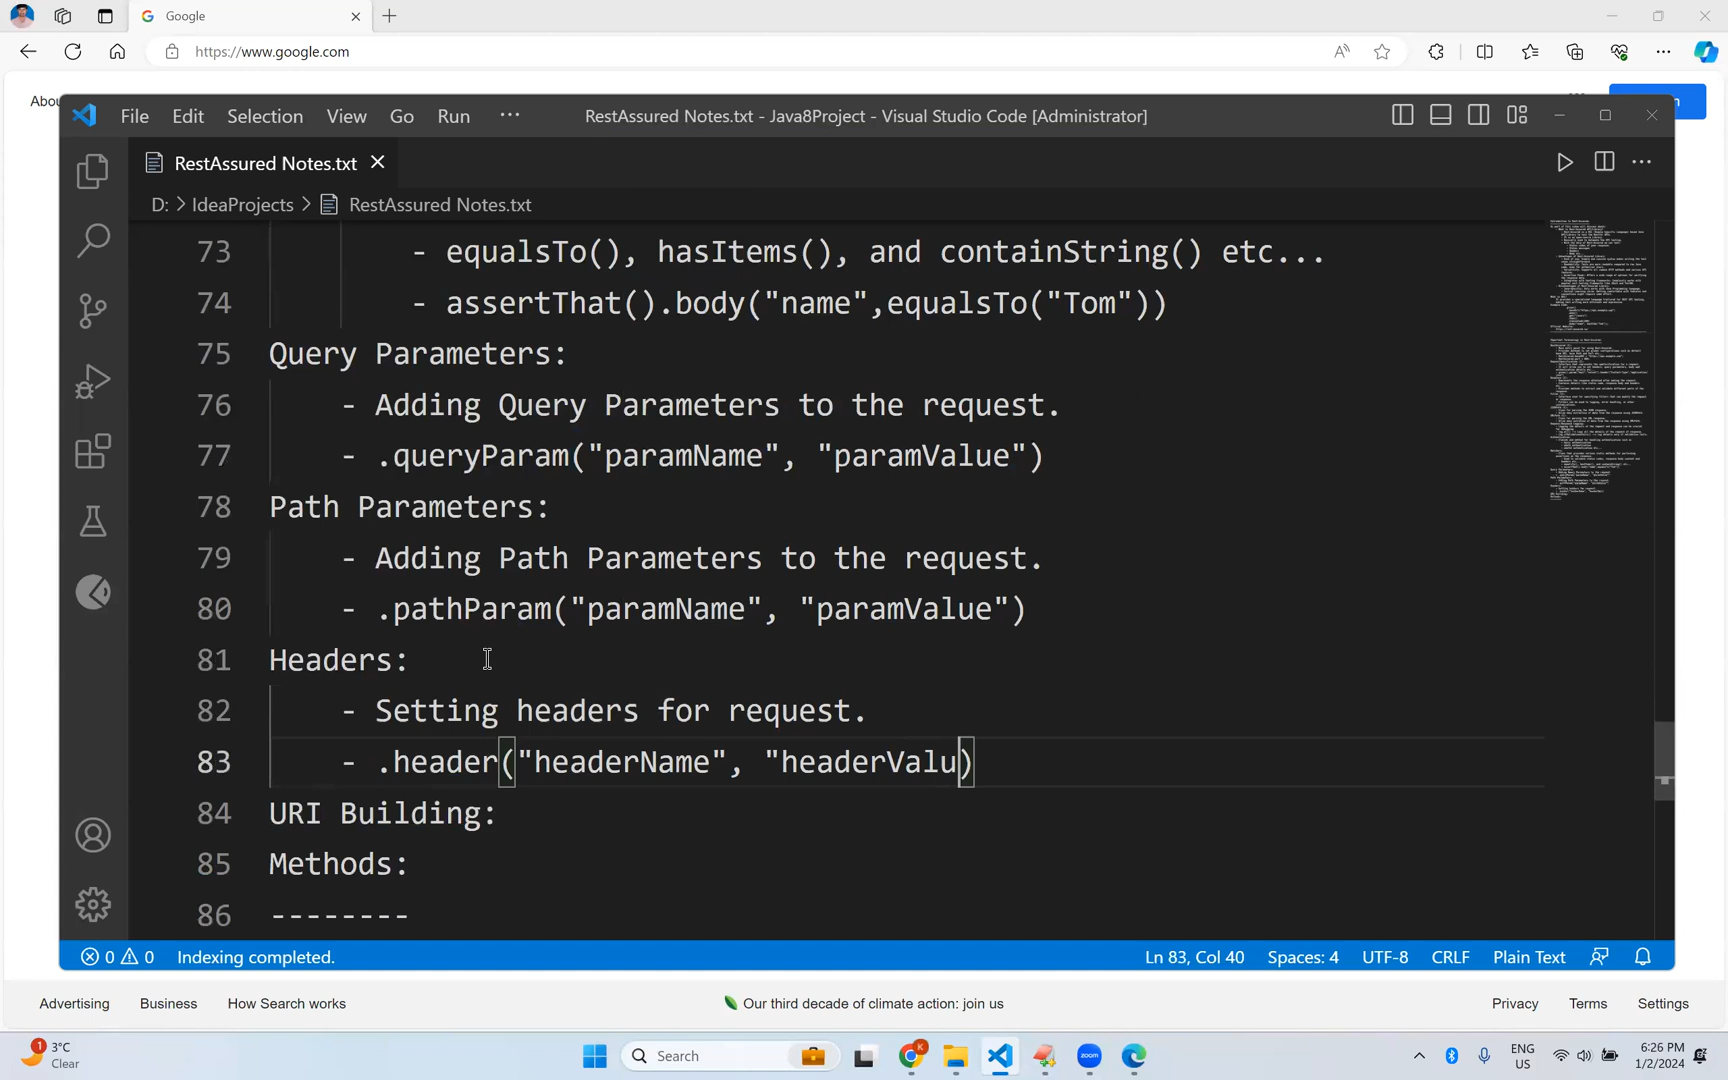 Google
https://www.google.com
Abou
File Edit Selection View Go Run ... RestAssured Notes.txt - Java8Project - Visual Studio Code [Administrator]
RestAssured Notes.txt
D: > IdeaProjects > RestAssured Notes.txt
73 - equalsTo(), hasItems(), and containString() etc...
74 - assertThat().body("name",equalsTo("Tom"))
75 Query Parameters:
76 - Adding Query Parameters to the request.
77 - .queryParam("paramName", "paramValue")
78 Path Parameters:
79 - Adding Path Parameters to the request.
80 - .pathParam("paramName", "paramValue")
81 Headers:
82 - Setting headers for request.
83 - .header("headerName", "headerValu)
84 URI Building:
85 Methods:
86 --------
0 0 Indexing completed. Ln 83, Col 40 Spaces: 4 UTF-8 CRLF Plain Text
Advertising Business How Search works Our third decade of climate action: join us Privacy Terms Settings
1 3°C
Clear
Search
K
zoom
ENG
US
6:26 PM
1/2/2024